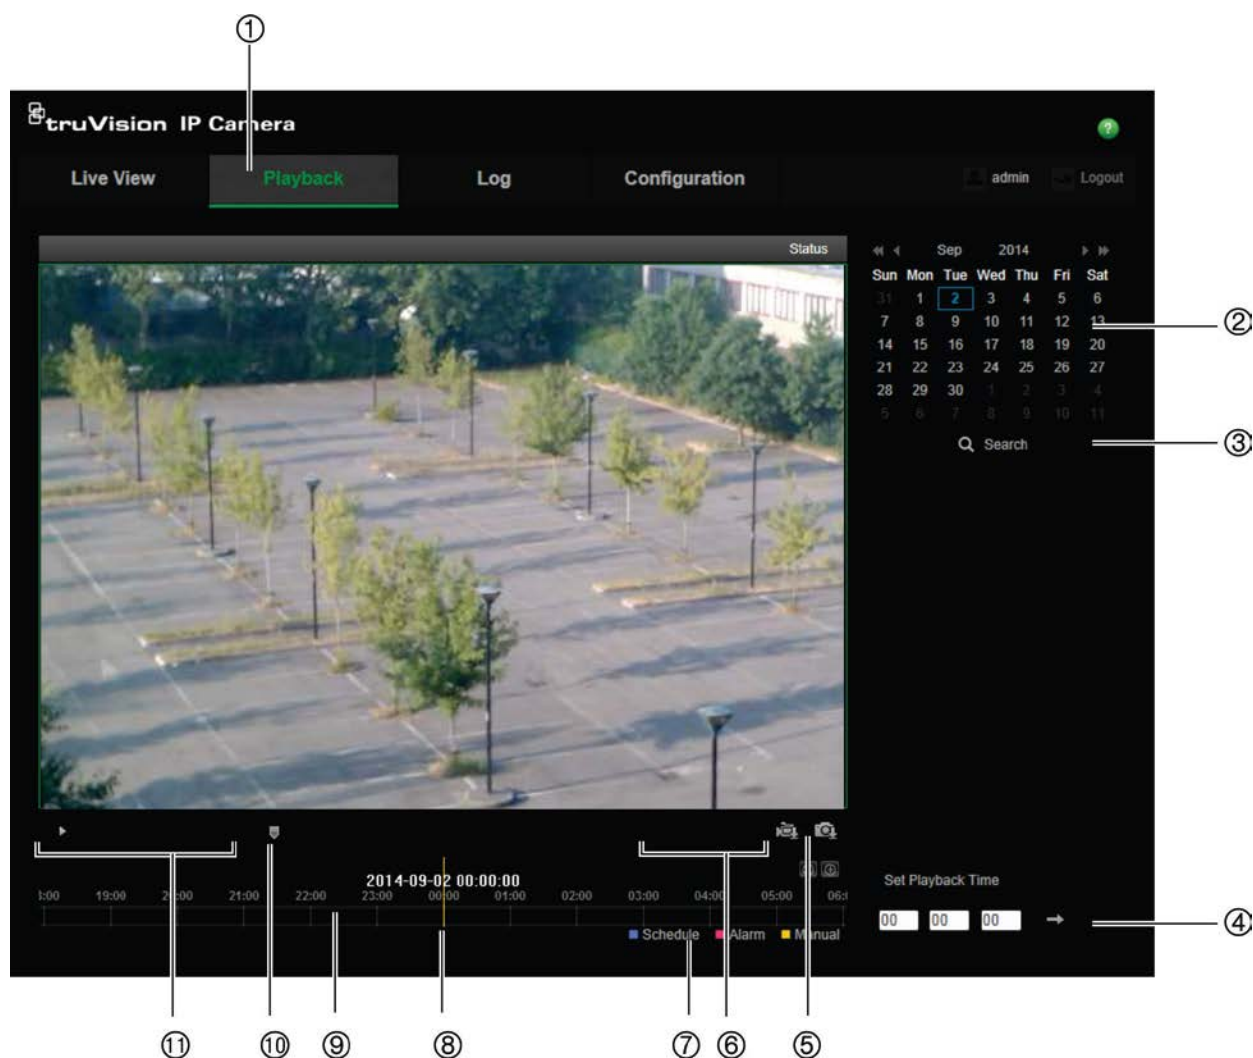 ①
truVision IP Camera
?
Live View Playback Log Configuration admin Logout
Status
Sep 2014
Sun Mon Tue Wed Thu Fri Sat
31 1 2 3 4 5 6
7 8 9 10 11 12 13
②
14 15 16 17 18 19 20
21 22 23 24 25 26 27
28 29 30 1 2 3 4
5 6 7 8 9 10 11
Search
③
2014-09-02 00:00:00
Set Playback Time
19:00 20:00 21:00 22:00 23:00 00:00 01:00 02:00 03:00 04:00 05:00
00 00 00
④
Schedule Alarm Manual
⑪ ⑩ ⑨ ⑧ ⑦ ⑥ ⑤